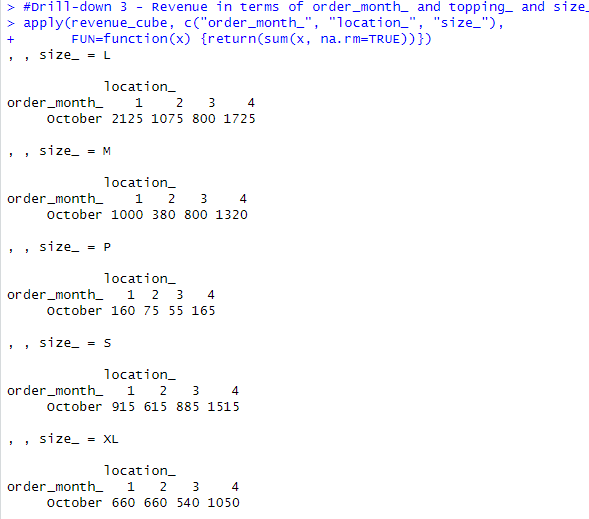 > #Drill-down 3 - Revenue in terms of order_month_ and topping_ and size_
> apply(revenue_cube, c("order_month_", "location_", "size_"),
+ FUN=function(x) {return(sum(x, na.rm=TRUE))})
, , size_ = L
location_
order_month_ 1 2 3 4
October 2125 1075 800 1725
, , size_ = M
location_
order_month_ 1 2 3 4
October 1000 380 800 1320
, , size_ = P
location_
order_month_ 1 2 3 4
October 160 75 55 165
, , size_ = S
location_
order_month_ 1 2 3 4
October 915 615 885 1515
, , size_ = XL
location_
order_month_ 1 2 3 4
October 660 660 540 1050